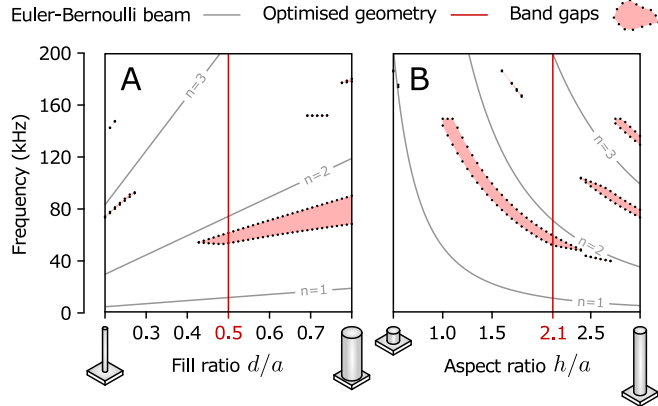 Euler-Bernoulli beam Optimised geometry Band gaps
A B
Frequency (kHz)
200
160
120
80
40
0
n=3
n=2
n=1
n=3
n=2
n=1
0.3 0.4 0.5 0.6 0.7
1.0 1.5 2.1 2.5
Fill ratio d/a
Aspect ratio h/a